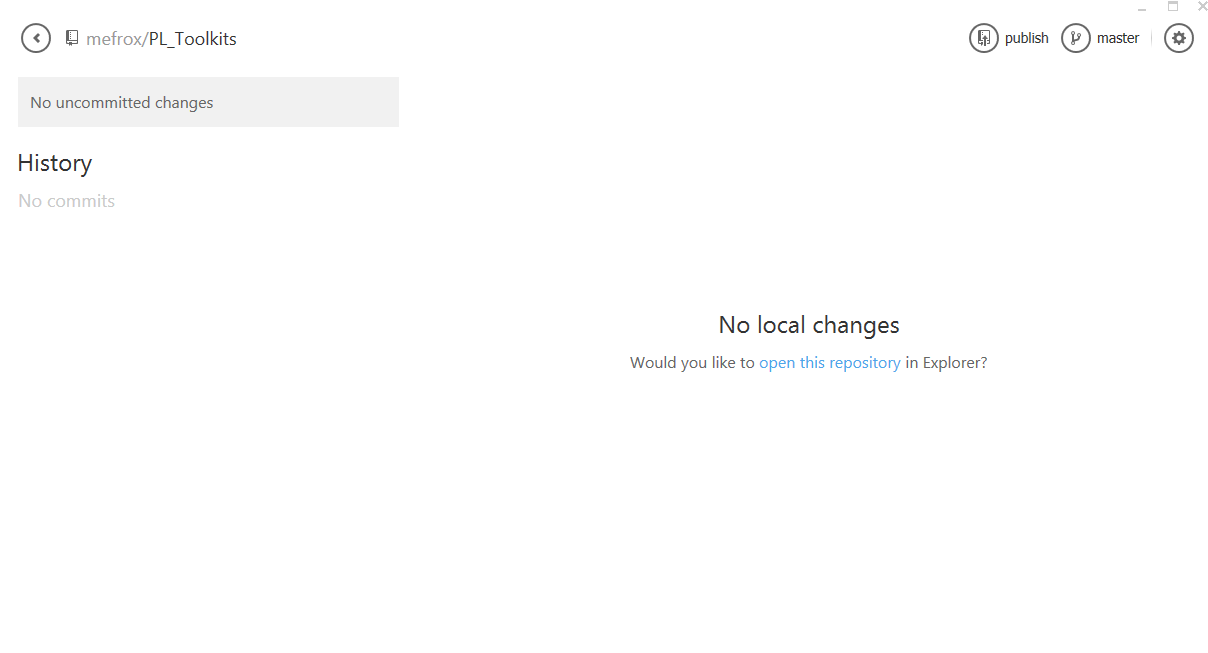 mefrox/PL_Toolkits
publish
master
No uncommitted changes
History
No commits
No local changes
Would you like to open this repository in Explorer?